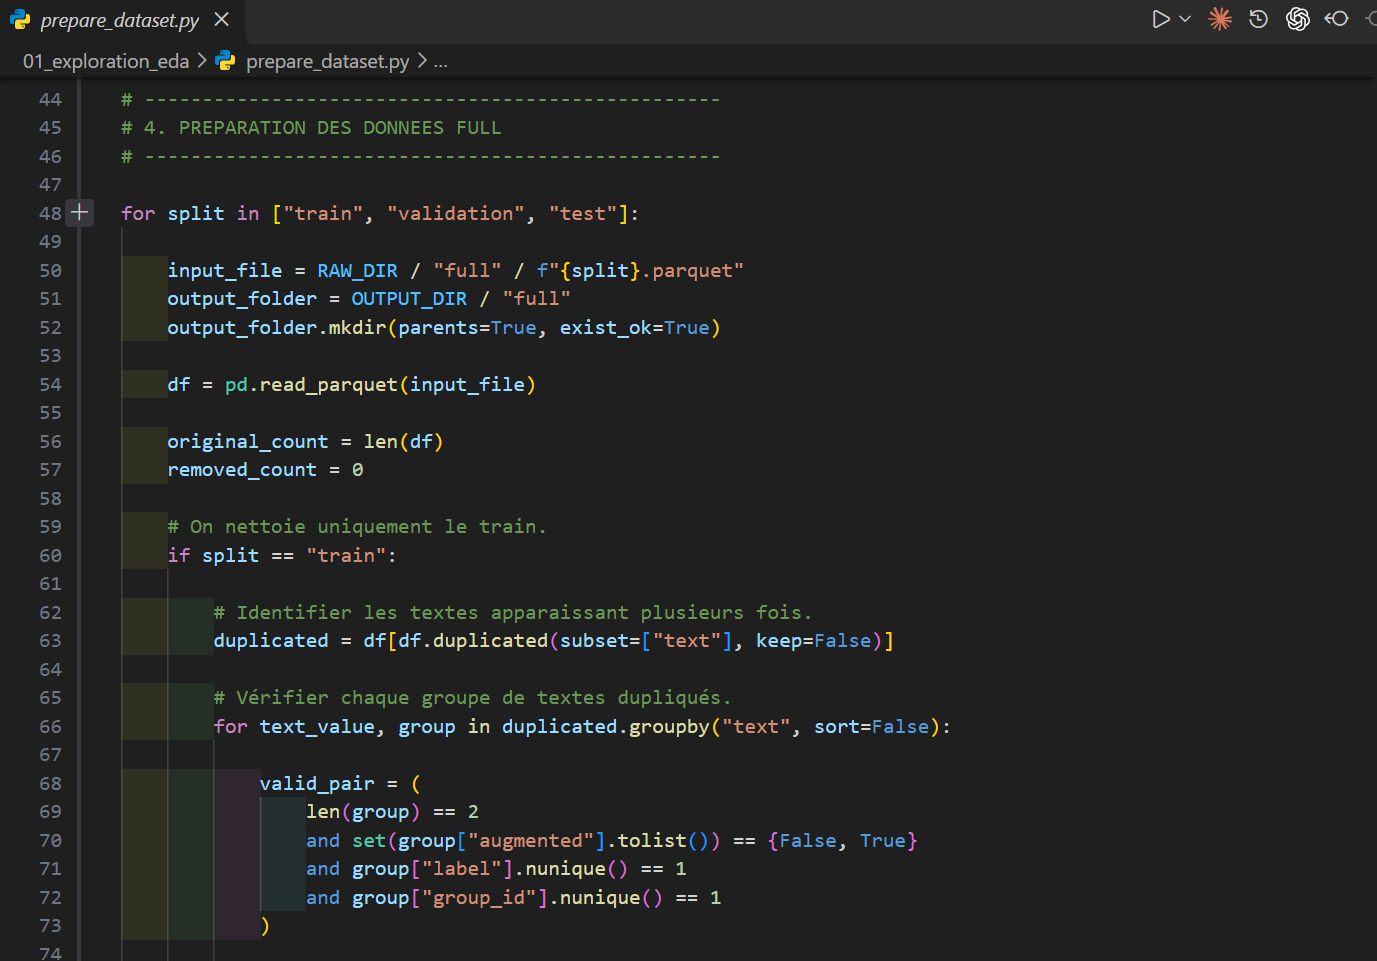 prepare_dataset.py
01_exploration_eda > prepare_dataset.py > ...
44 # --------------------------------------------------
45 # 4. PREPARATION DES DONNEES FULL
46 # --------------------------------------------------
47
48 for split in ["train", "validation", "test"]:
49
50 input_file = RAW_DIR / "full" / f"{split}.parquet"
51 output_folder = OUTPUT_DIR / "full"
52 output_folder.mkdir(parents=True, exist_ok=True)
53
54 df = pd.read_parquet(input_file)
55
56 original_count = len(df)
57 removed_count = 0
58
59 # On nettoie uniquement le train.
60 if split == "train":
61
62 # Identifier les textes apparaissant plusieurs fois.
63 duplicated = df[df.duplicated(subset=["text"], keep=False)]
64
65 # Vérifier chaque groupe de textes dupliqués.
66 for text_value, group in duplicated.groupby("text", sort=False):
67
68 valid_pair = (
69 len(group) == 2
70 and set(group["augmented"].tolist()) == {False, True}
71 and group["label"].nunique() == 1
72 and group["group_id"].nunique() == 1
73 )
74